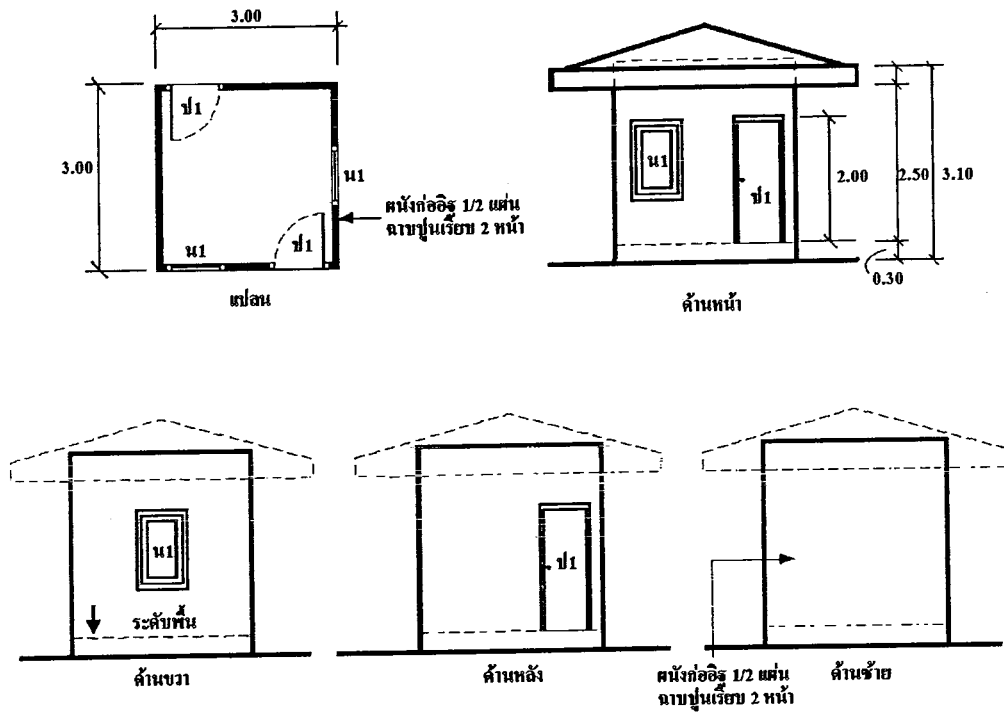 3.00
3.00
ป1
น1
ผนังก่ออิฐ 1/2 แผ่น
ฉาบปูนเรียบ 2 หน้า
น1
ป1
แปลน
น1
ป1
2.00
2.50
3.10
0.30
ด้านหน้า
น1
ระดับพื้น
ด้านขวา
ป1
ด้านหลัง
ผนังก่ออิฐ 1/2 แผ่น
ฉาบปูนเรียบ 2 หน้า
ด้านซ้าย